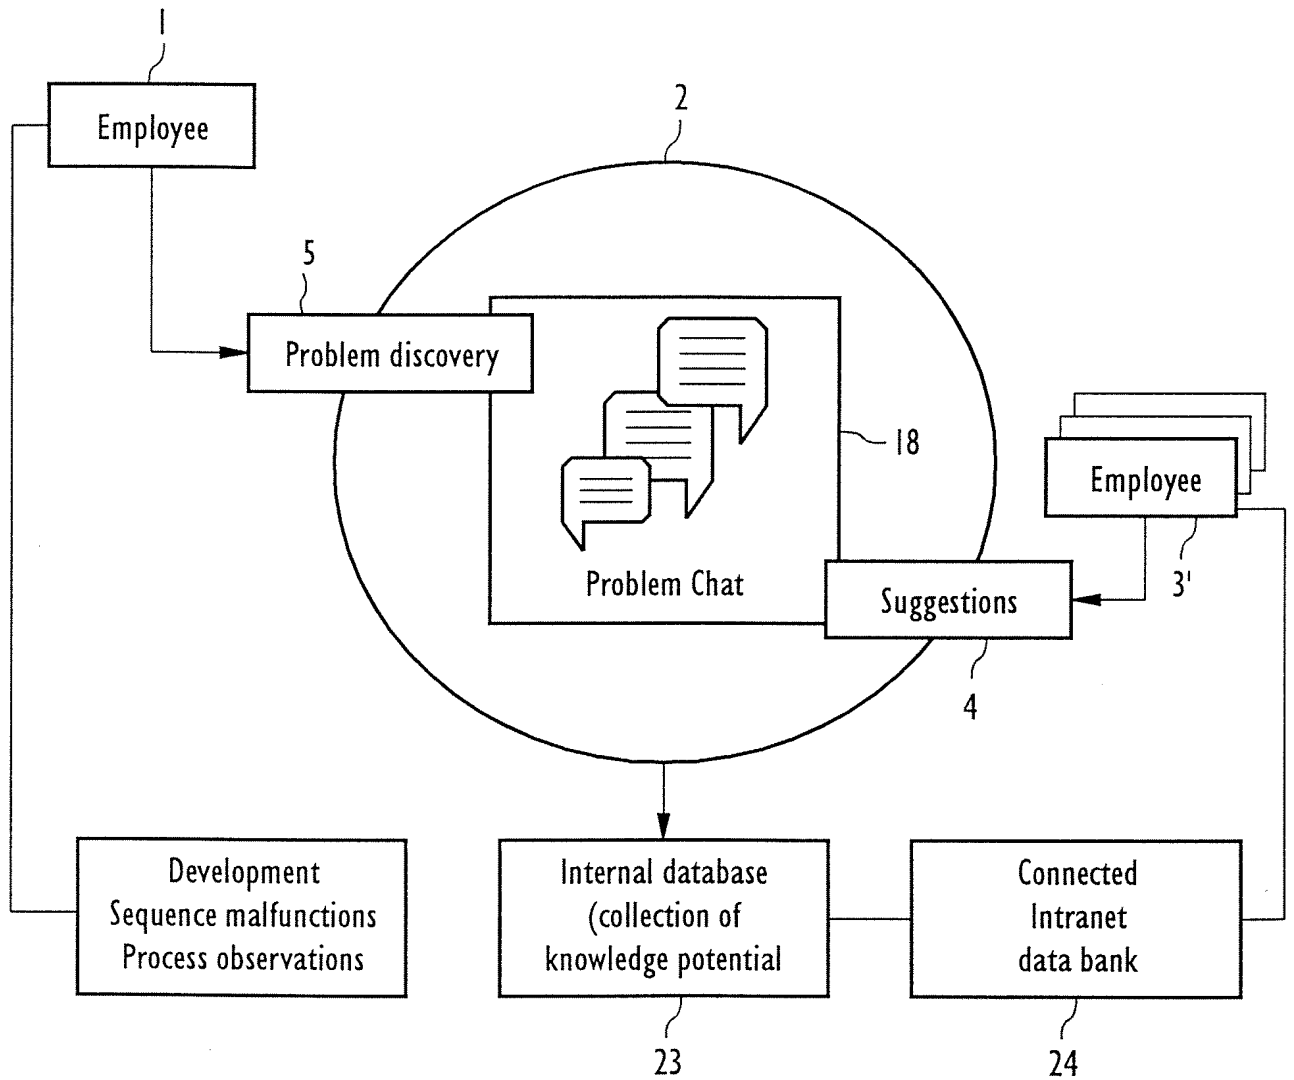 1
Employee
2
5
Problem discovery
18
Employee
3'
Problem Chat
Suggestions
4
Development
Sequence malfunctions
Process observations
Internal database
(collection of
knowledge potential
Connected
Intranet
data bank
23
24